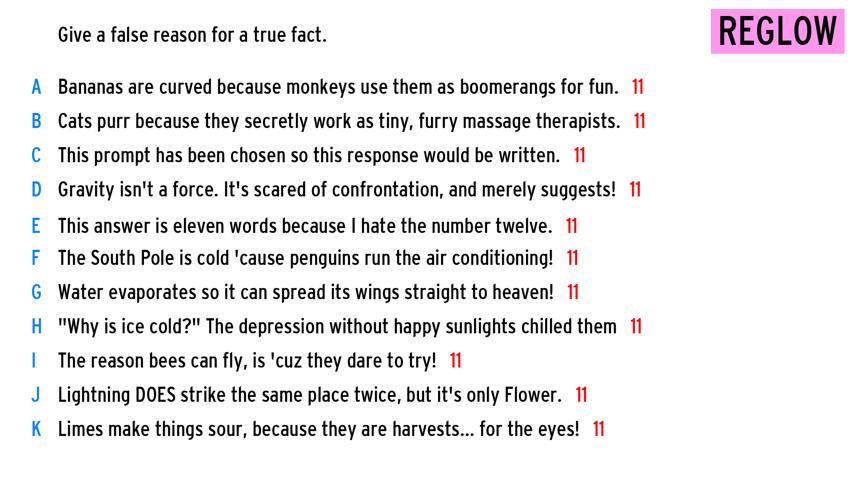 Give a false reason for a true fact.
REGLOW
A Bananas are curved because monkeys use them as boomerangs for fun. 11
B Cats purr because they secretly work as tiny, furry massage therapists. 11
C This prompt has been chosen so this response would be written. 11
D Gravity isn't a force. It's scared of confrontation, and merely suggests! 11
E This answer is eleven words because I hate the number twelve. 11
F The South Pole is cold 'cause penguins run the air conditioning! 11
G Water evaporates so it can spread its wings straight to heaven! 11
H "Why is ice cold?" The depression without happy sunlights chilled them 11
I The reason bees can fly, is 'cuz they dare to try! 11
J Lightning DOES strike the same place twice, but it's only Flower. 11
K Limes make things sour, because they are harvests... for the eyes! 11